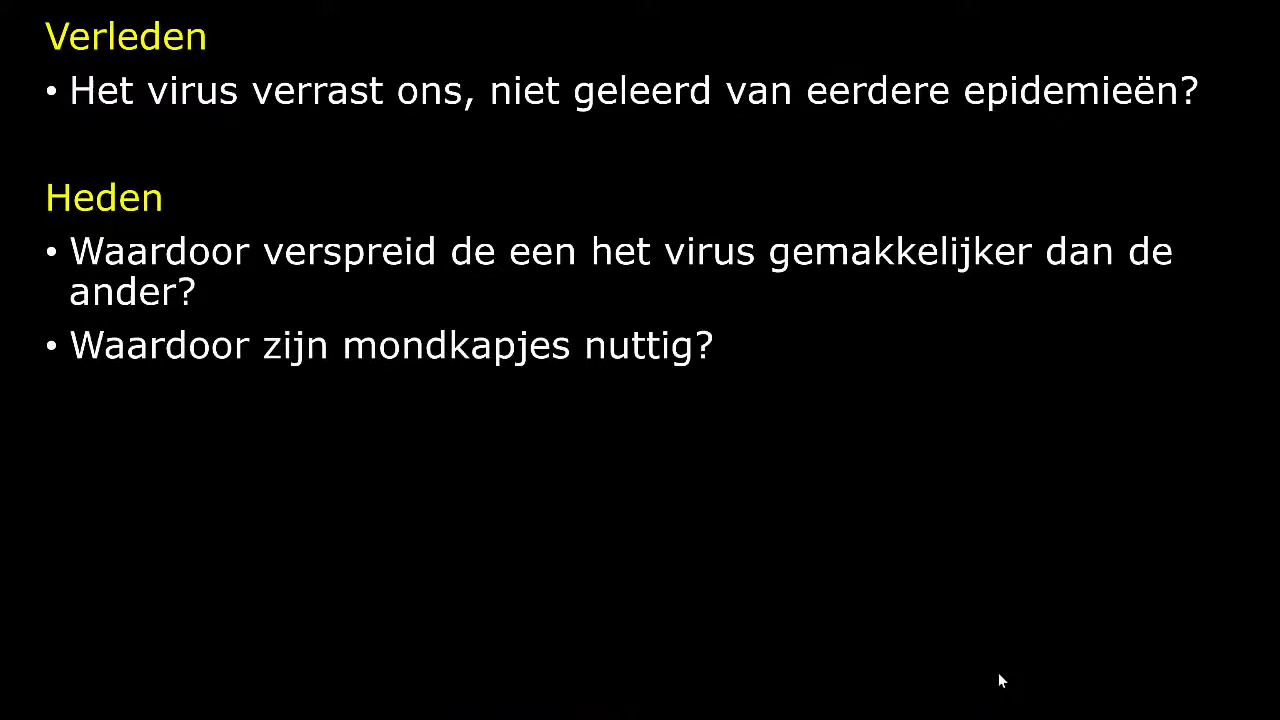 Verleden
• Het virus verrast ons, niet geleerd van eerdere epidemieën?
Heden
• Waardoor verspreid de een het virus gemakkelijker dan de
ander?
• Waardoor zijn mondkapjes nuttig?